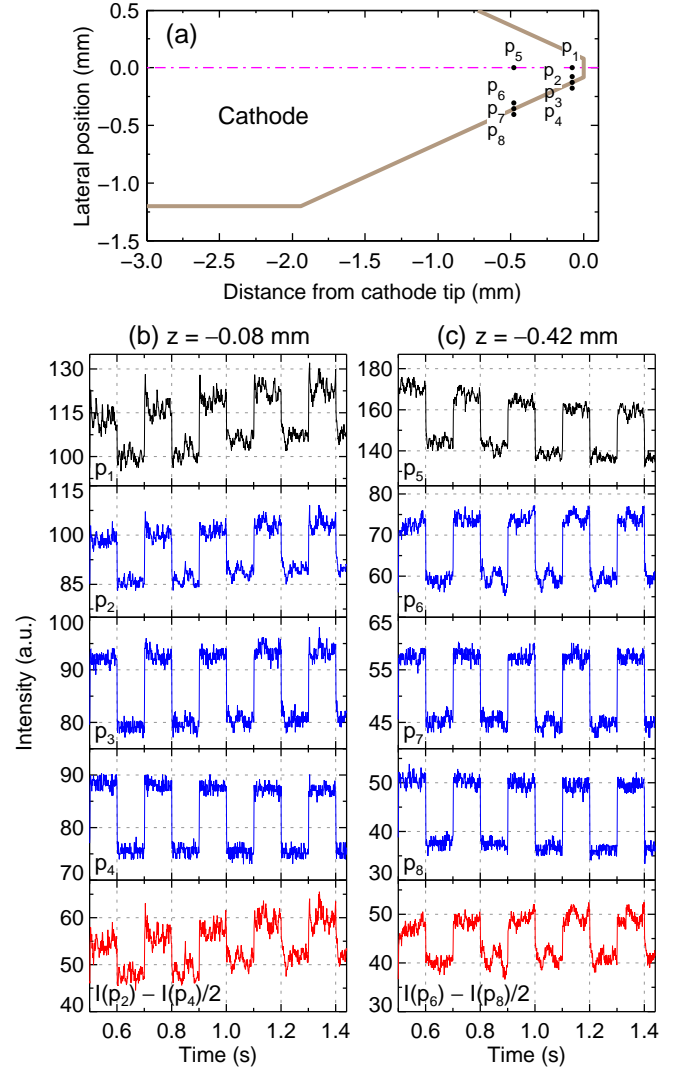 (a)
Lateral position (mm)
0.5
0.0
−0.5
−1.0
−1.5
p5 p1
p2
p6 p3
p7 p4
p8
Cathode
−3.0 −2.5 −2.0 −1.5 −1.0 −0.5 0.0
Distance from cathode tip (mm)
(b) z = −0.08 mm
(c) z = −0.42 mm
Intensity (a.u.)
130
115
100
p1
115
100
85
p2
100
90
80
p3
90
80
70
p4
60
50
40
I(p2) − I(p4)/2
0.6 0.8 1.0 1.2 1.4
Time (s)
180
160
140
p5
80
70
60
p6
65
55
45
p7
50
40
30
p8
50
40
30
I(p6) − I(p8)/2
0.6 0.8 1.0 1.2 1.4
Time (s)